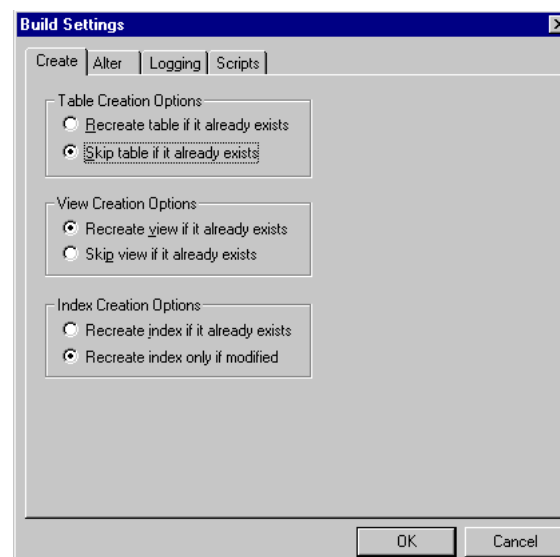 Build Settings
Create Alter Logging Scripts
Table Creation Options
Recreate table if it already exists
Skip table if it already exists
View Creation Options
Recreate view if it already exists
Skip view if it already exists
Index Creation Options
Recreate index if it already exists
Recreate index only if modified
OK Cancel